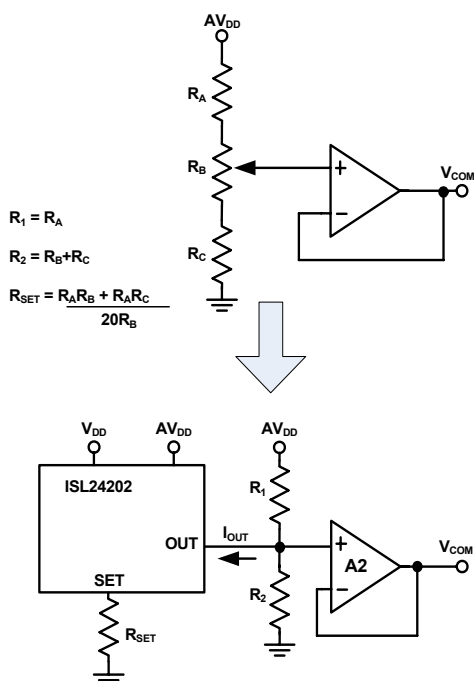 AVDD
RA
RB
+
−
VCOM
RC
R1 = RA
R2 = RB+RC
RSET = RARB + RARC
20RB
VDD
AVDD
AVDD
ISL24202
R1
OUT
IOUT
+
A2
−
VCOM
SET
R2
RSET